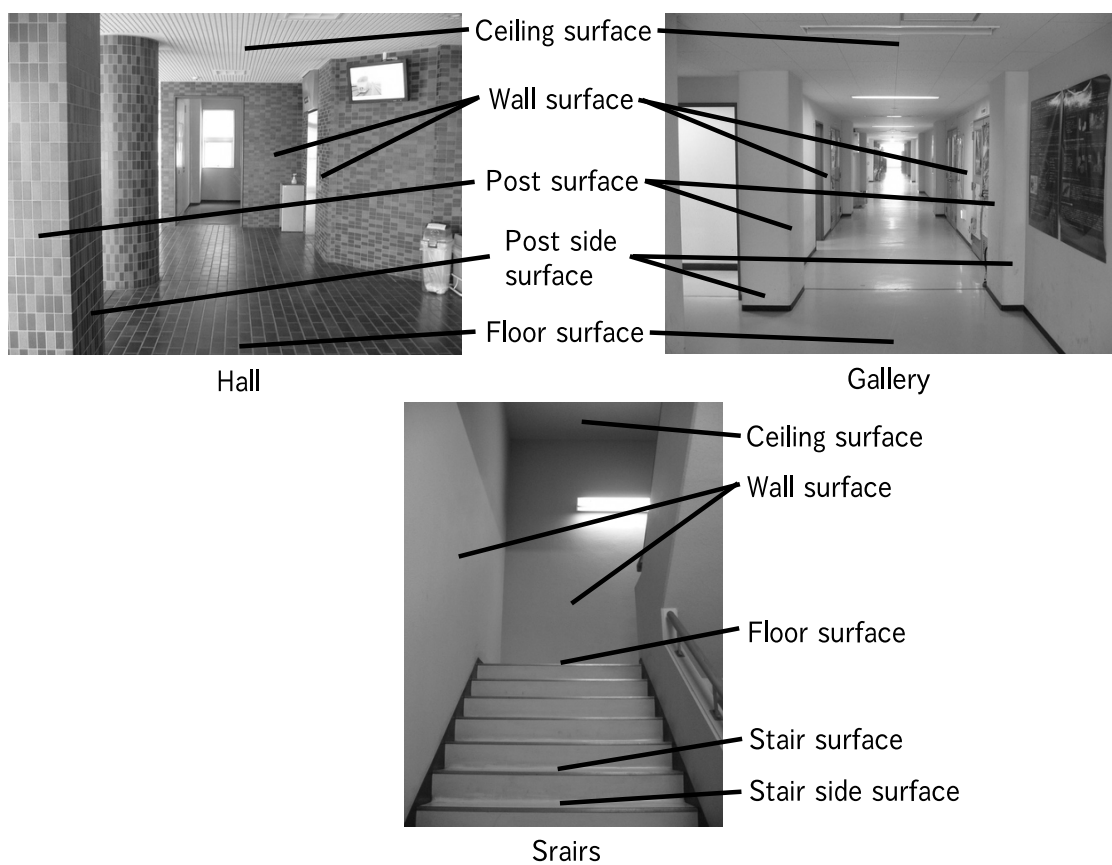 Ceiling surface
Wall surface
Post surface
Post side
surface
Floor surface
Hall
Gallery
Ceiling surface
Wall surface
Floor surface
Stair surface
Stair side surface
Srairs